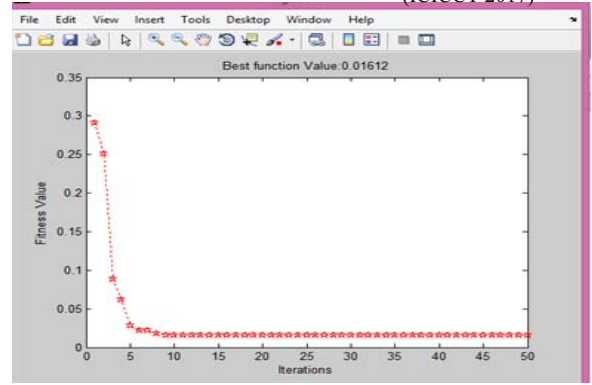 (ICICCT 2017)
File Edit View Insert Tools Desktop Window Help
Best function Value:0.01612
0.35
0.3
0.25
0.2
0.15
0.1
0.05
0
Fitness Value
0 5 10 15 20 25 30 35 40 45 50
Iterations